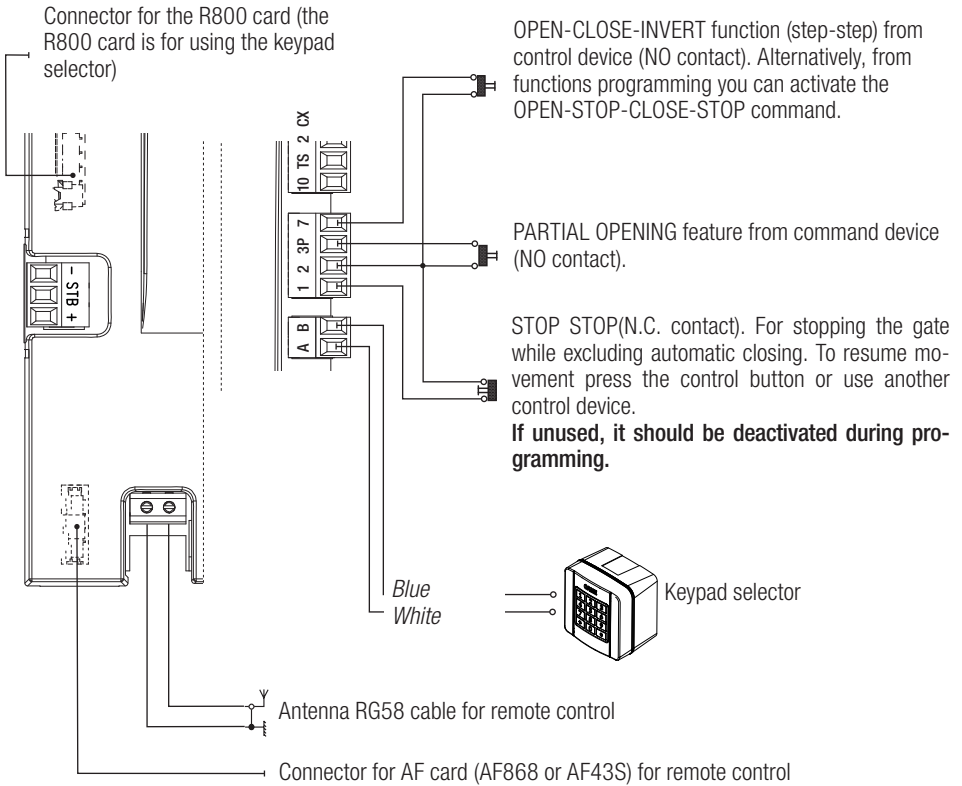 Connector for the R800 card (the
R800 card is for using the keypad
selector)
OPEN-CLOSE-INVERT function (step-step) from
control device (NO contact). Alternatively, from
functions programming you can activate the
OPEN-STOP-CLOSE-STOP command.
10 TS 2 CX
1 2 3P 7
A B
- STB +
PARTIAL OPENING feature from command device
(NO contact).
STOP STOP(N.C. contact). For stopping the gate
while excluding automatic closing. To resume mo-
vement press the control button or use another
control device.
If unused, it should be deactivated during pro-
gramming.
Blue
White
Keypad selector
Antenna RG58 cable for remote control
Connector for AF card (AF868 or AF43S) for remote control